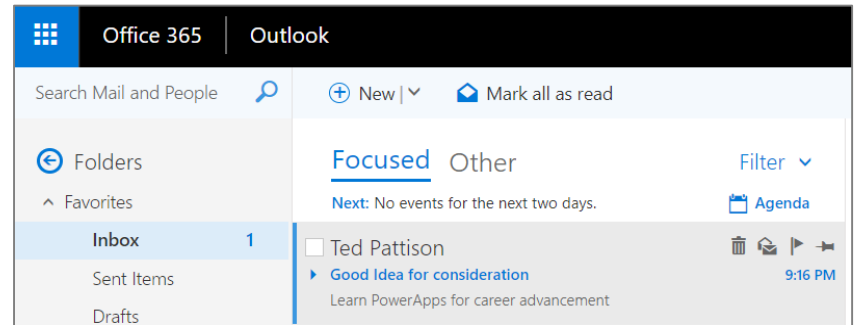 Office 365 Outlook
Search Mail and People
New
Mark all as read
Folders
Favorites
Inbox 1
Sent Items
Drafts
Focused Other Filter
Next: No events for the next two days. Agenda
Ted Pattison
Good Idea for consideration 9:16 PM
Learn PowerApps for career advancement